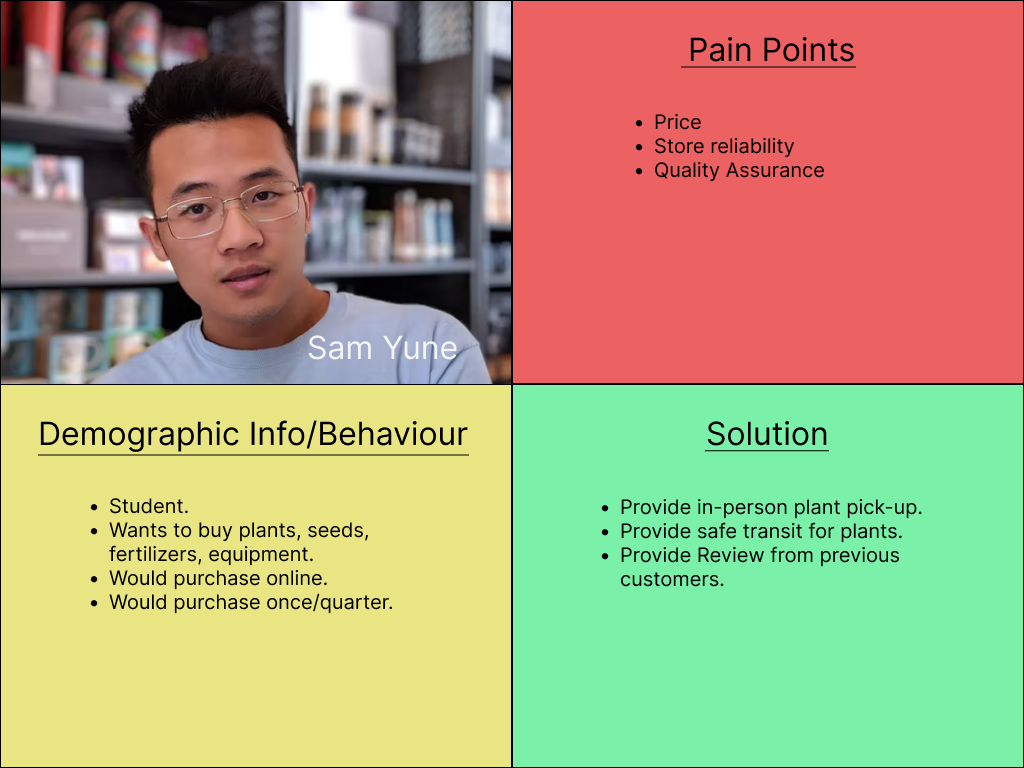 Sam Yune
Pain Points
• Price
• Store reliability
• Quality Assurance
Demographic Info/Behaviour
• Student.
• Wants to buy plants, seeds,
fertilizers, equipment.
• Would purchase online.
• Would purchase once/quarter.
Solution
• Provide in-person plant pick-up.
• Provide safe transit for plants.
• Provide Review from previous
customers.